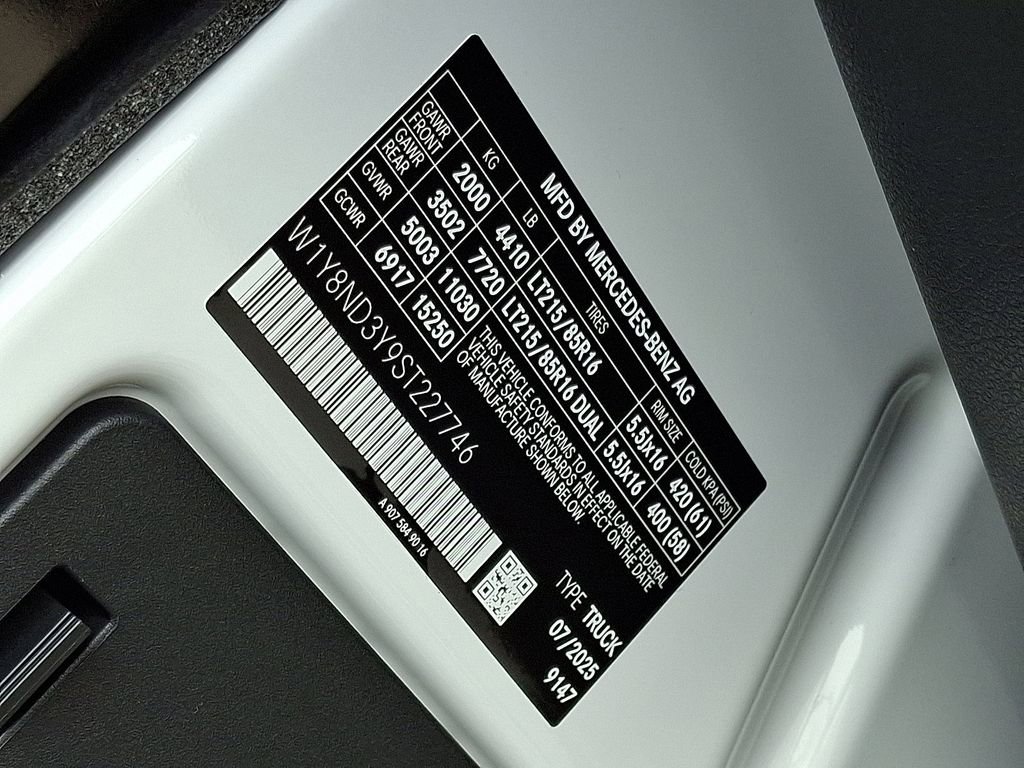 MFD BY MERCEDES-BENZ AG
KG LB TIRES RIM SIZE COLD KPA(PSI)
GAWR FRONT 2000 4410 LT215/85R16 5.5Jx16 420 (61)
GAWR REAR 3502 7720 LT215/85R16 DUAL 5.5Jx16 400 (58)
GVWR 5003 11030
GCWR 6917 15250
THIS VEHICLE CONFORMS TO ALL APPLICABLE FEDERAL
VEHICLE SAFETY STANDARDS IN EFFECT ON THE DATE
OF MANUFACTURE SHOWN BELOW.
W1Y8ND3Y9ST227746
TYPE TRUCK
07/2025
9147
A 907 584 90 16